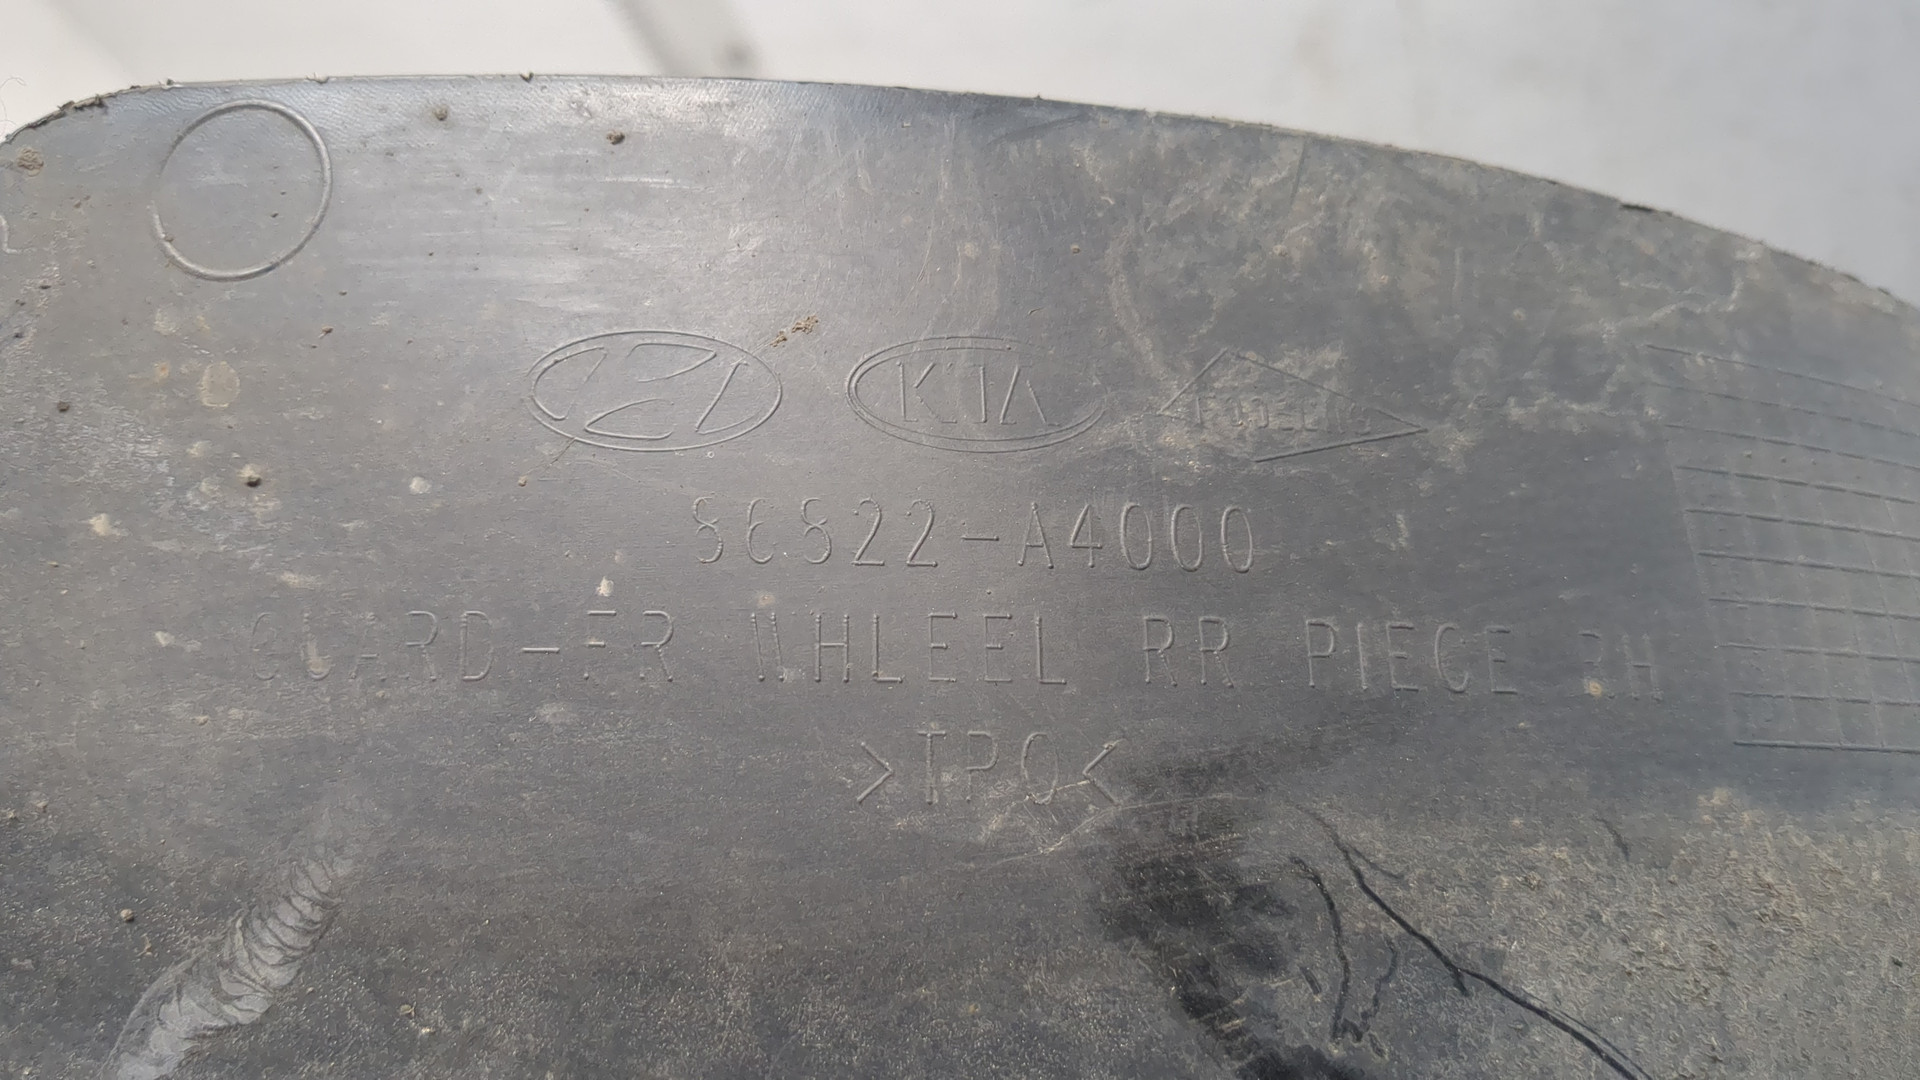 KIA
86822-A4000
GUARD-FR WHLEEL RR PIECE RH
>TPO<